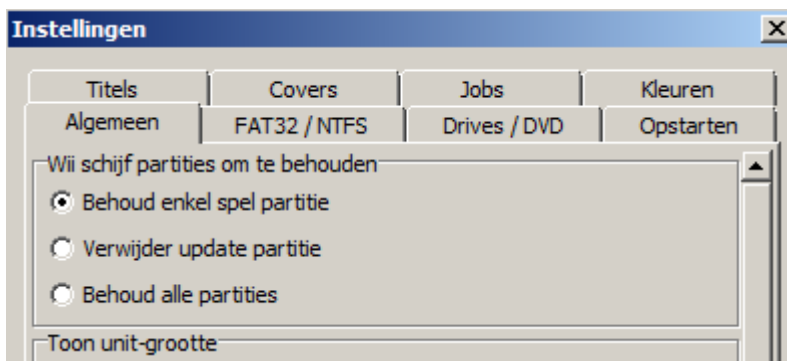 Instellingen
Titels Covers Jobs Kleuren
Algemeen FAT32 / NTFS Drives / DVD Opstarten
Wii schijf partities om te behouden
Behoud enkel spel partitie
Verwijder update partitie
Behoud alle partities
Toon unit-grootte